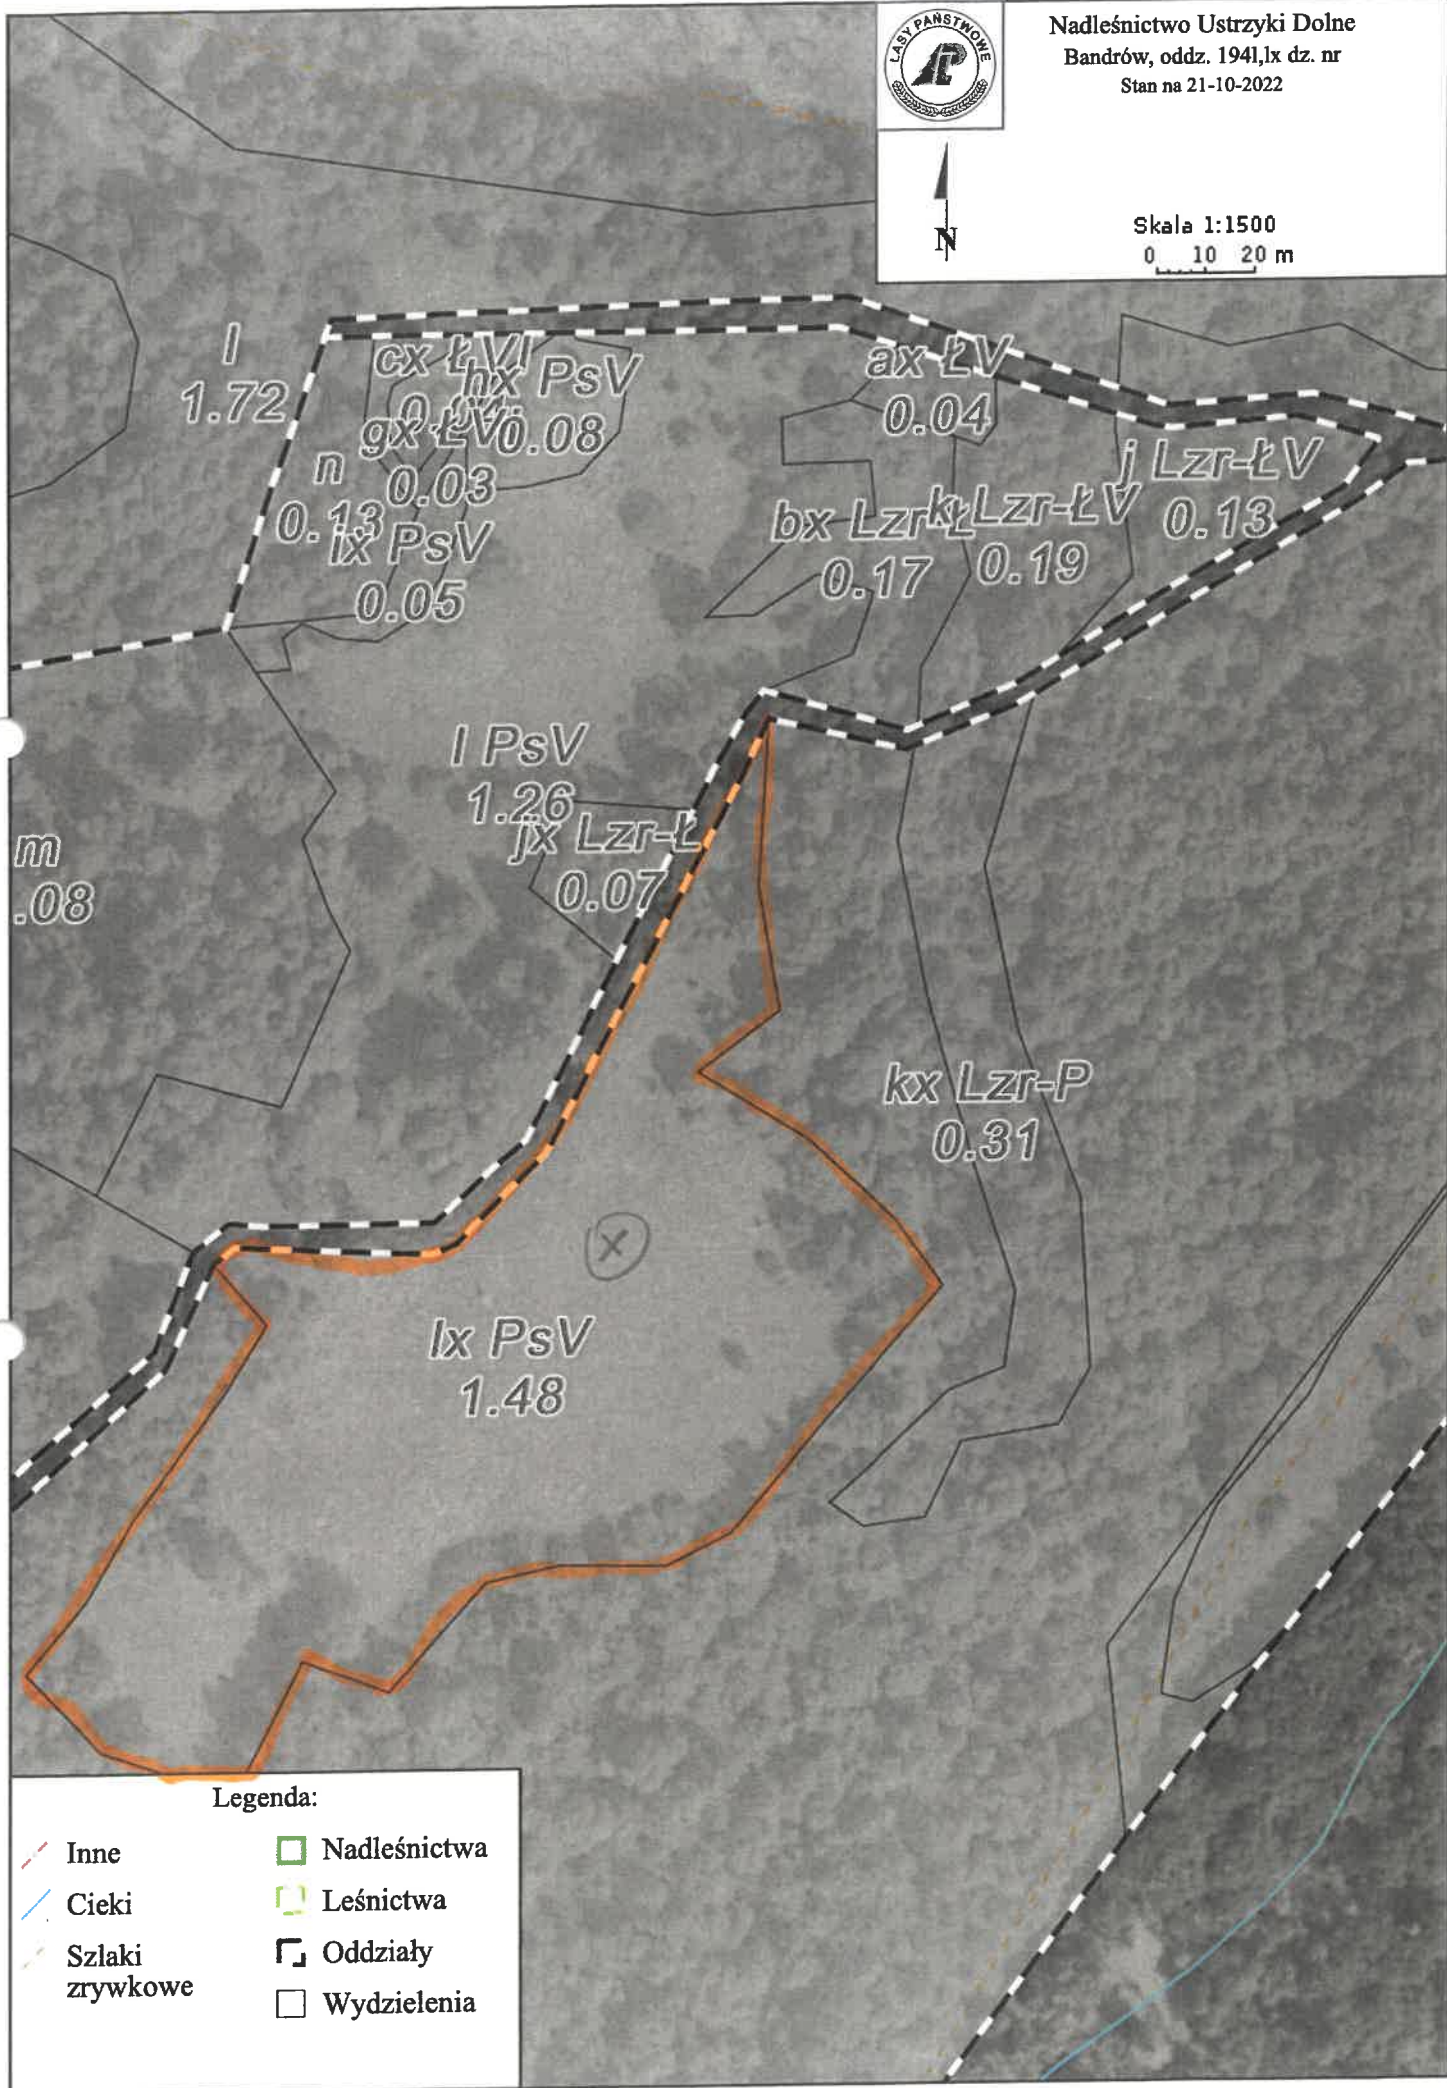 LASY PAŃSTWOWE
Nadleśnictwo Ustrzyki Dolne
Bandrów, oddz. 194l,lx dz. nr
Stan na 21-10-2022
N
Skala 1:1500
0 10 20 m
l
1.72
cx ŁVI
hx PsV
0.08
gx ŁVI
0.03
n
0.13
ix PsV
0.05
ax ŁV
0.04
bx Lzr-Ł
0.17
k Lzr-ŁV
0.19
j Lzr-ŁV
0.13
l PsV
1.26
jx Lzr-Ł
0.07
m
.08
kx Lzr-P
0.31
x
lx PsV
1.48
Legenda:
Inne
Cieki
Szlaki
zrywkowe
Nadleśnictwa
Leśnictwa
Oddziały
Wydzielenia